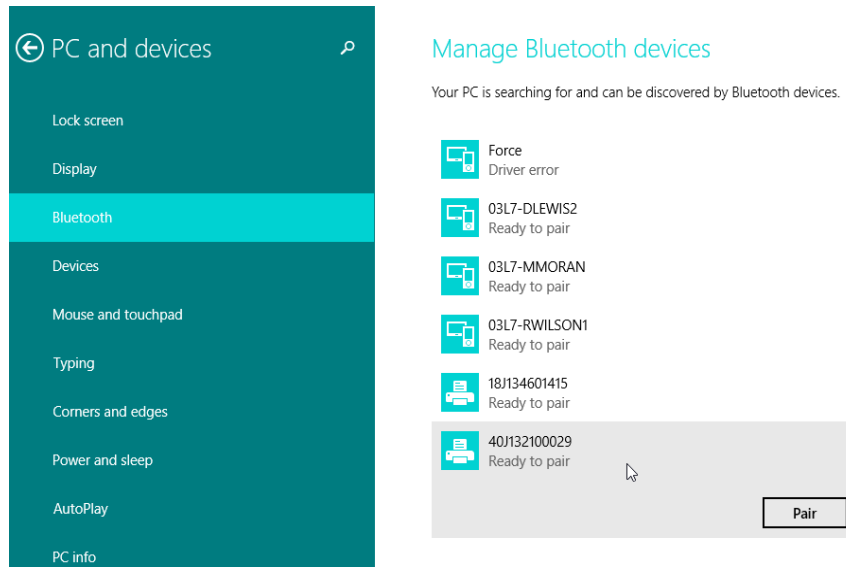 PC and devices
Lock screen
Display
Bluetooth
Devices
Mouse and touchpad
Typing
Corners and edges
Power and sleep
AutoPlay
PC info
Manage Bluetooth devices
Your PC is searching for and can be discovered by Bluetooth devices.
Force
Driver error
03L7-DLEWIS2
Ready to pair
03L7-MMORAN
Ready to pair
03L7-RWILSON1
Ready to pair
18J134601415
Ready to pair
40J132100029
Ready to pair
Pair